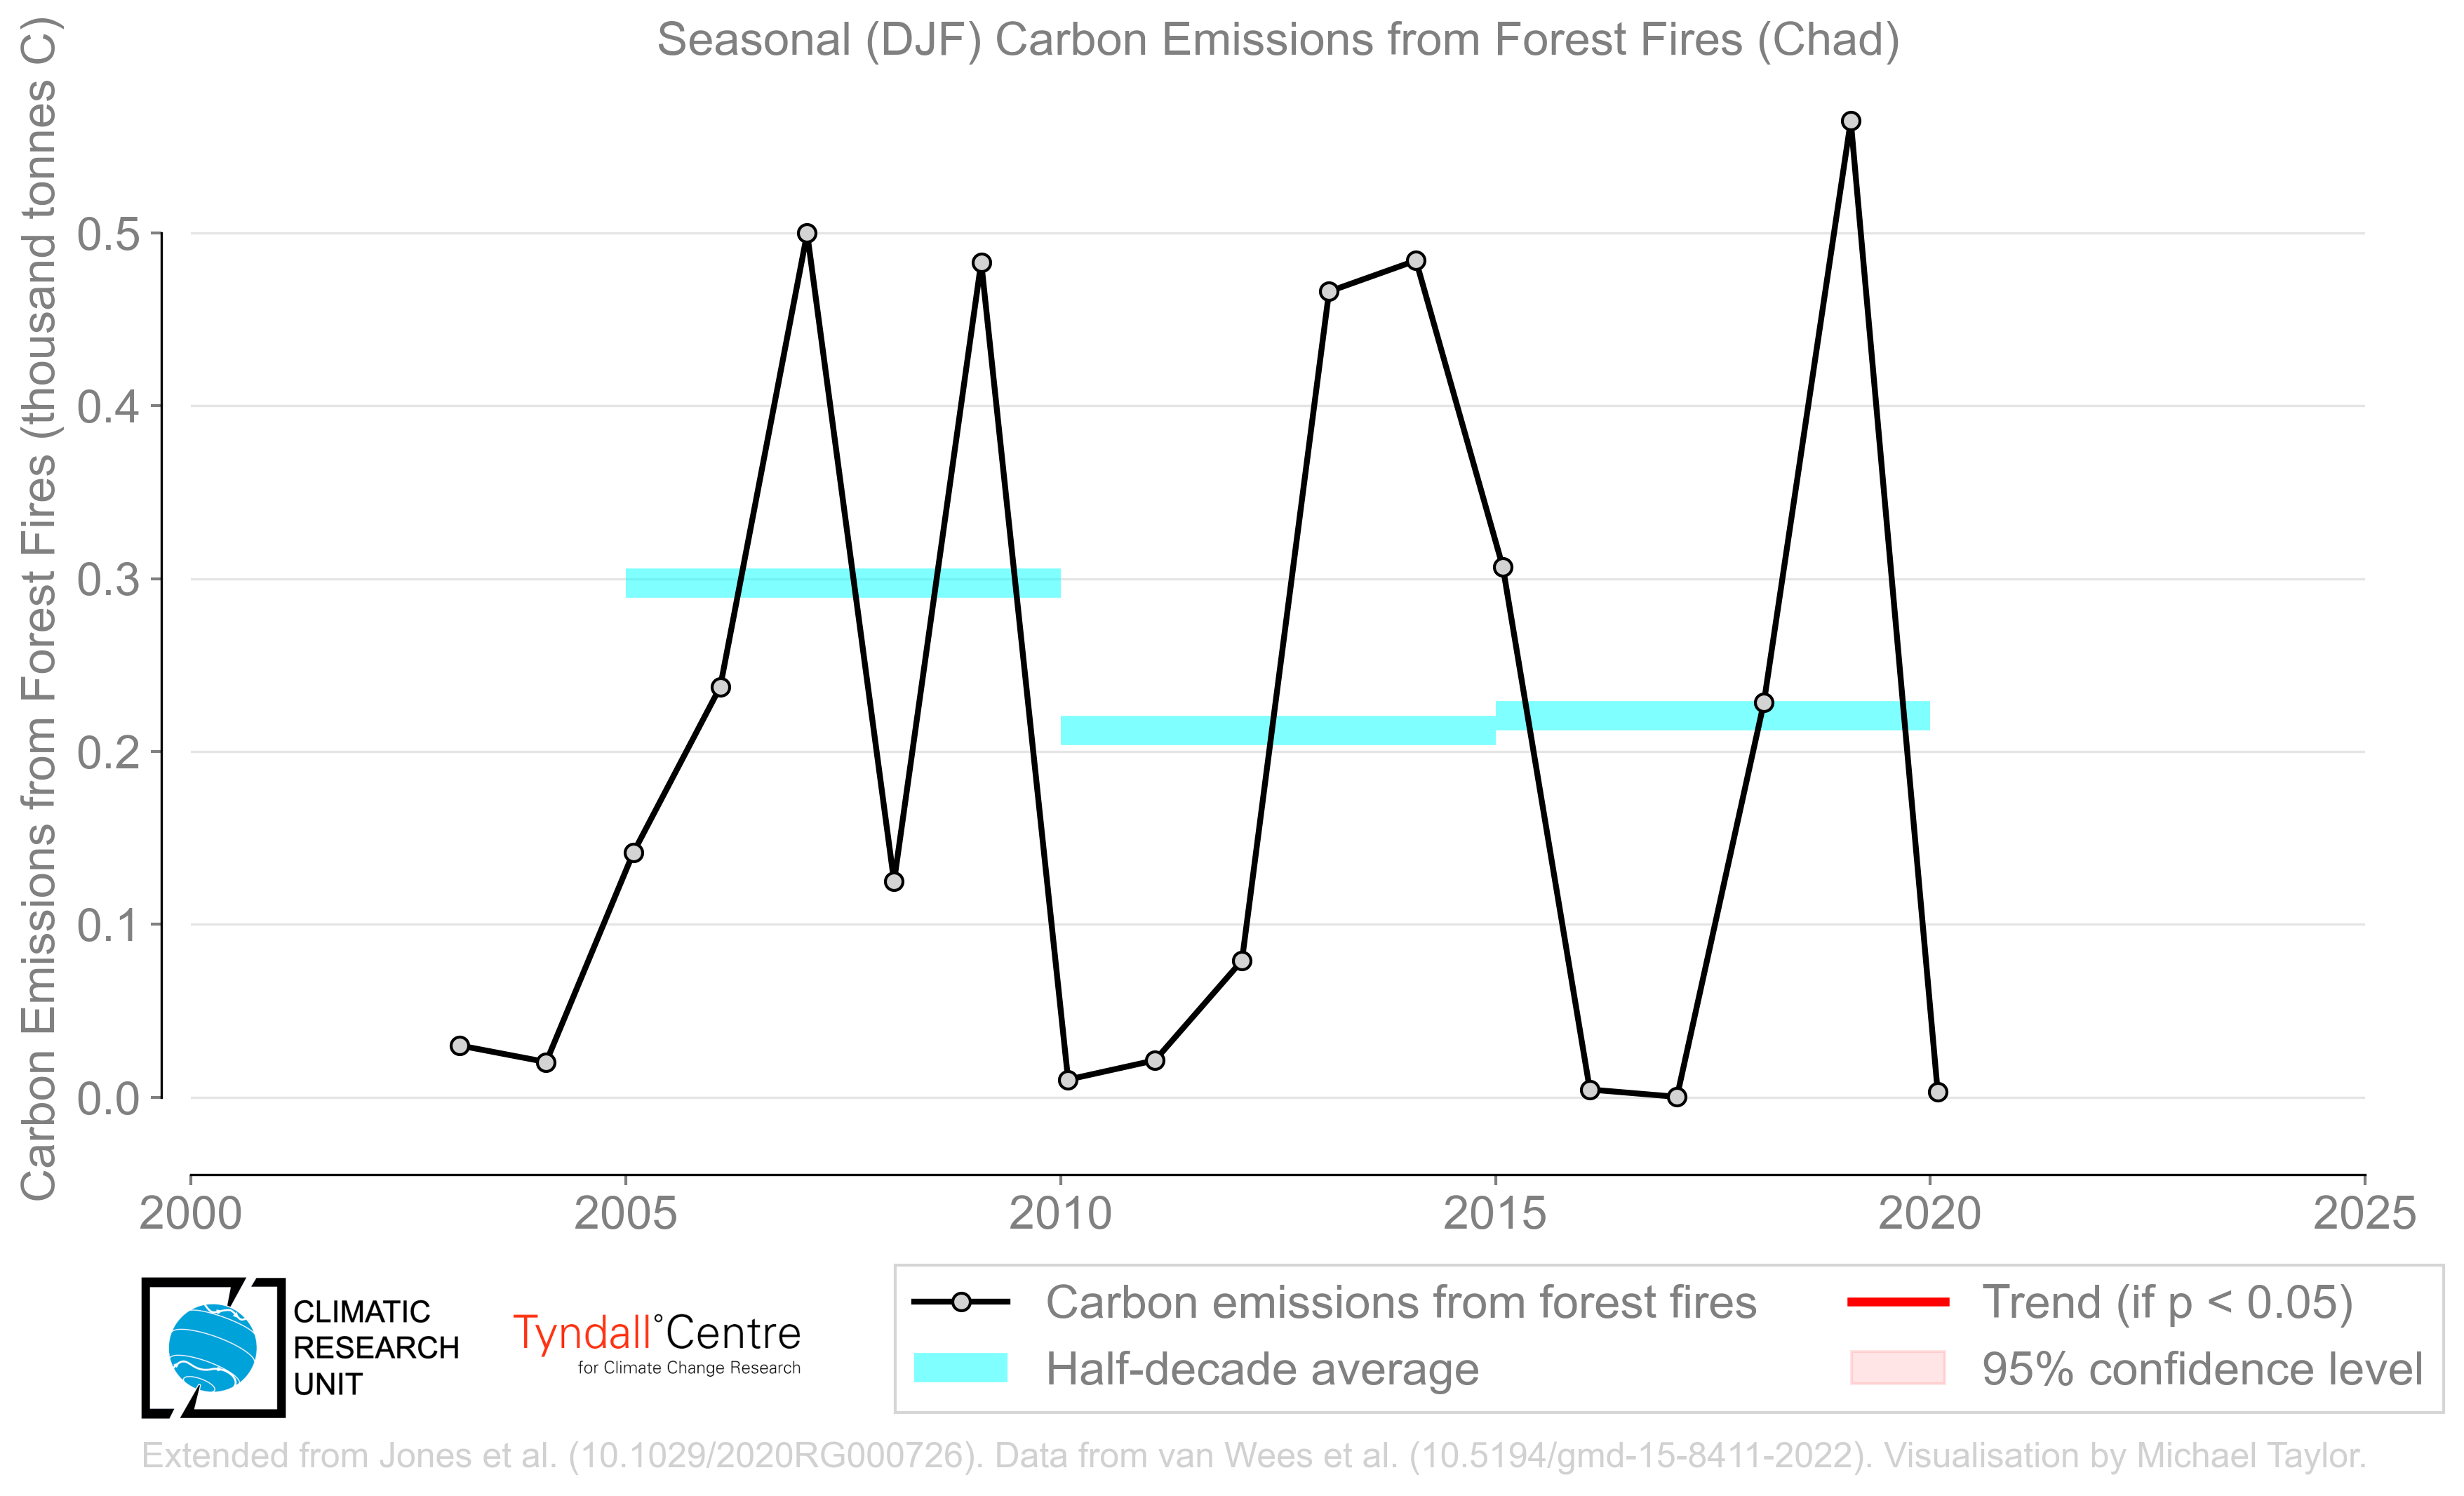 Seasonal (DJF) Carbon Emissions from Forest Fires (Chad)
Carbon Emissions from Forest Fires (thousand tonnes C)
0.5
0.4
0.3
0.2
0.1
0.0
2000 2005 2010 2015 2020 2025
CLIMATIC
RESEARCH
UNIT
Tyndall°Centre
for Climate Change Research
Carbon emissions from forest fires
Half-decade average
Trend (if p < 0.05)
95% confidence level
Extended from Jones et al. (10.1029/2020RG000726). Data from van Wees et al. (10.5194/gmd-15-8411-2022). Visualisation by Michael Taylor.